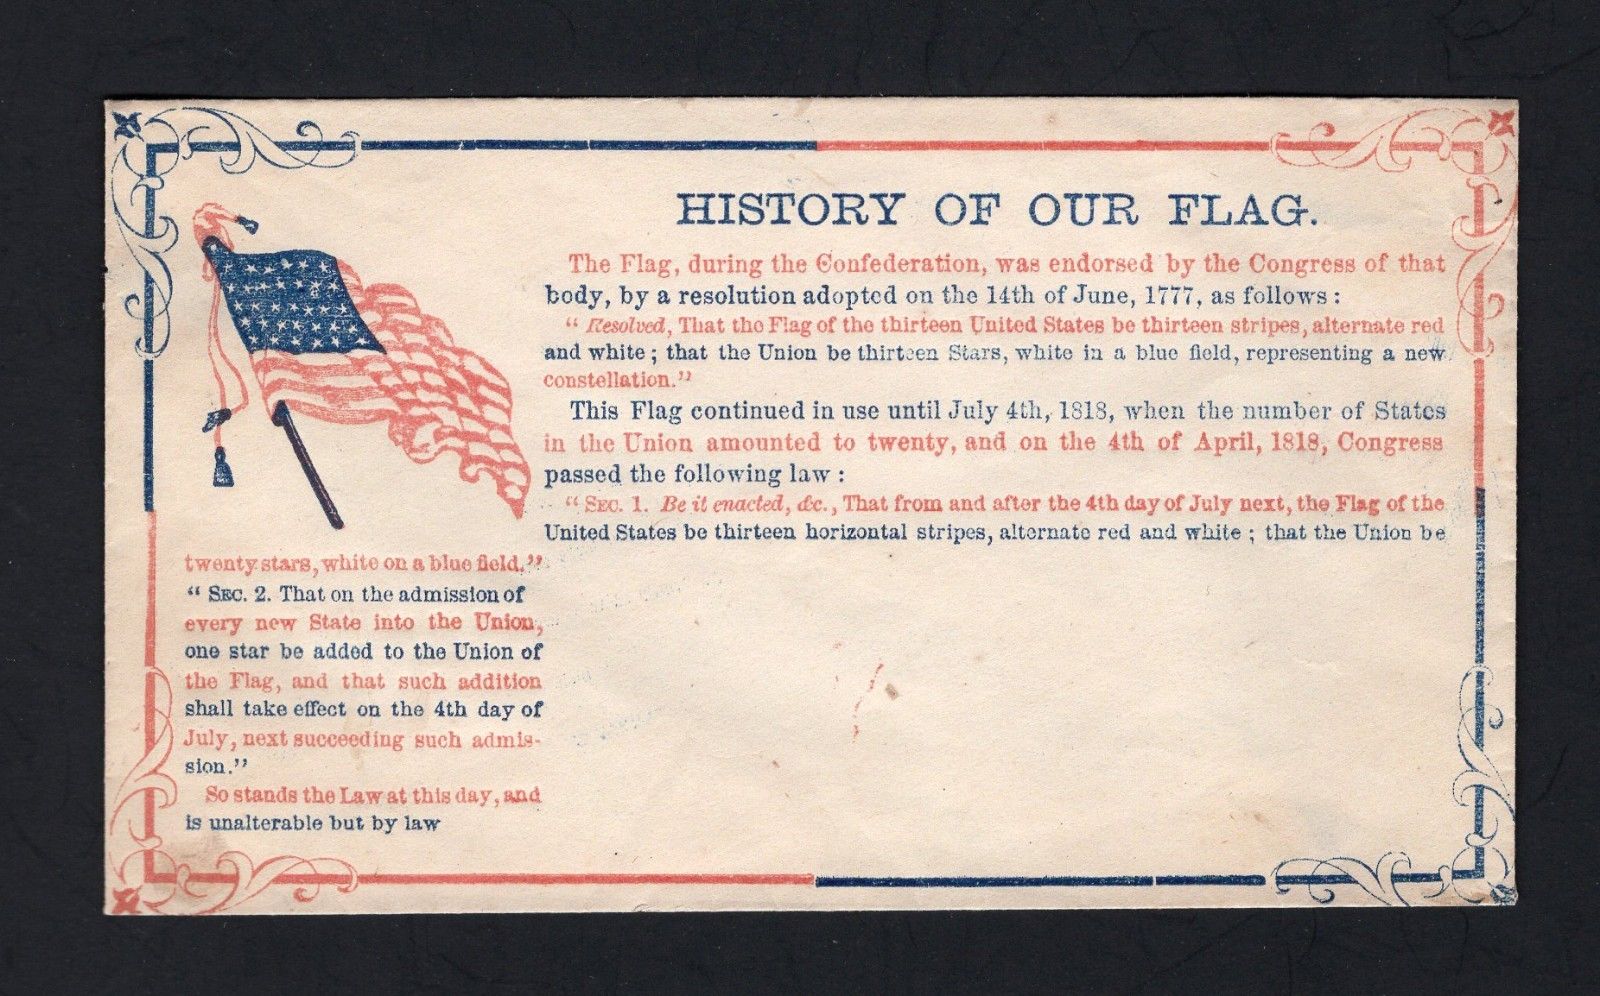 HISTORY OF OUR FLAG.
The Flag, during the Confederation, was endorsed by the Congress of that
body, by a resolution adopted on the 14th of June, 1777, as follows :
“ Resolved, That the Flag of the thirteen United States be thirteen stripes, alternate red
and white ; that the Union be thirteen Stars, white in a blue field, representing a new
constellation.”
This Flag continued in use until July 4th, 1818, when the number of States
in the Union amounted to twenty, and on the 4th of April, 1818, Congress
passed the following law :
“ SEC. 1. Be it enacted, &c., That from and after the 4th day of July next, the Flag of the
United States be thirteen horizontal stripes, alternate red and white ; that the Union be
twenty stars, white on a blue field.”
“ SEC. 2. That on the admission of
every new State into the Union,
one star be added to the Union of
the Flag, and that such addition
shall take effect on the 4th day of
July, next succeeding such admis-
sion.”
So stands the Law at this day, and
is unalterable but by law